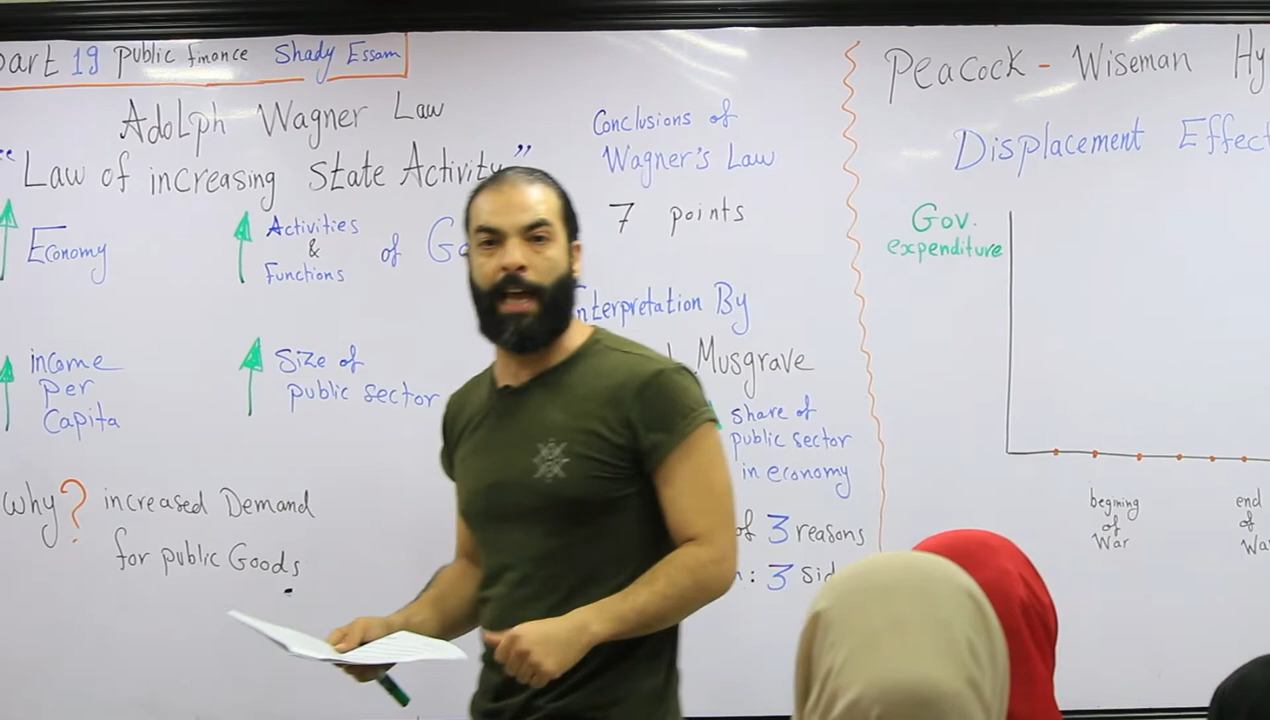 part 19 public finance Shady Essam
Adolph Wagner Law
"Law of increasing State Activity"
Economy
Activities
&
Functions
of
income
Per
Capita
Size of
public sector
Why? increased Demand
for public Goods
Conclusions of
Wagner's Law
7 points
Interpretation By
Musgrave
share of
public sector
in economy
of 3 reasons
: 3
Peacock - Wiseman
Displacement Effect
Gov.
expenditure
begining
of
War
end
of